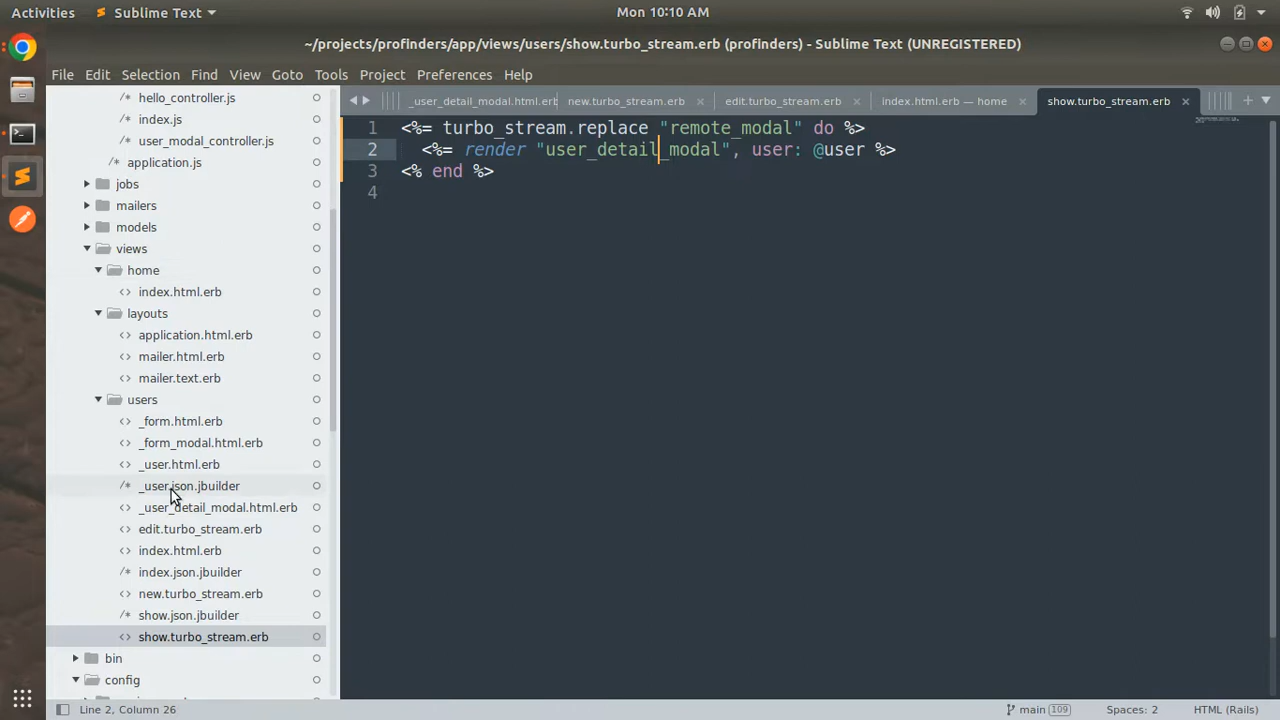 Activities
Sublime Text
Mon 10:10 AM
~/projects/profinders/app/views/users/show.turbo_stream.erb (profinders) - Sublime Text (UNREGISTERED)
File Edit Selection Find View Goto Tools Project Preferences Help
_user_detail_modal.html.erb
new.turbo_stream.erb
edit.turbo_stream.erb
index.html.erb — home
show.turbo_stream.erb
hello_controller.js
index.js
user_modal_controller.js
application.js
jobs
mailers
models
views
home
index.html.erb
layouts
application.html.erb
mailer.html.erb
mailer.text.erb
users
_form.html.erb
_form_modal.html.erb
_user.html.erb
_user.json.jbuilder
_user_detail_modal.html.erb
edit.turbo_stream.erb
index.html.erb
index.json.jbuilder
new.turbo_stream.erb
show.json.jbuilder
show.turbo_stream.erb
bin
config
1 <%= turbo_stream.replace "remote_modal" do %>
2 <%= render "user_detail_modal", user: @user %>
3 <% end %>
4
Line 2, Column 26
main 109
Spaces: 2
HTML (Rails)